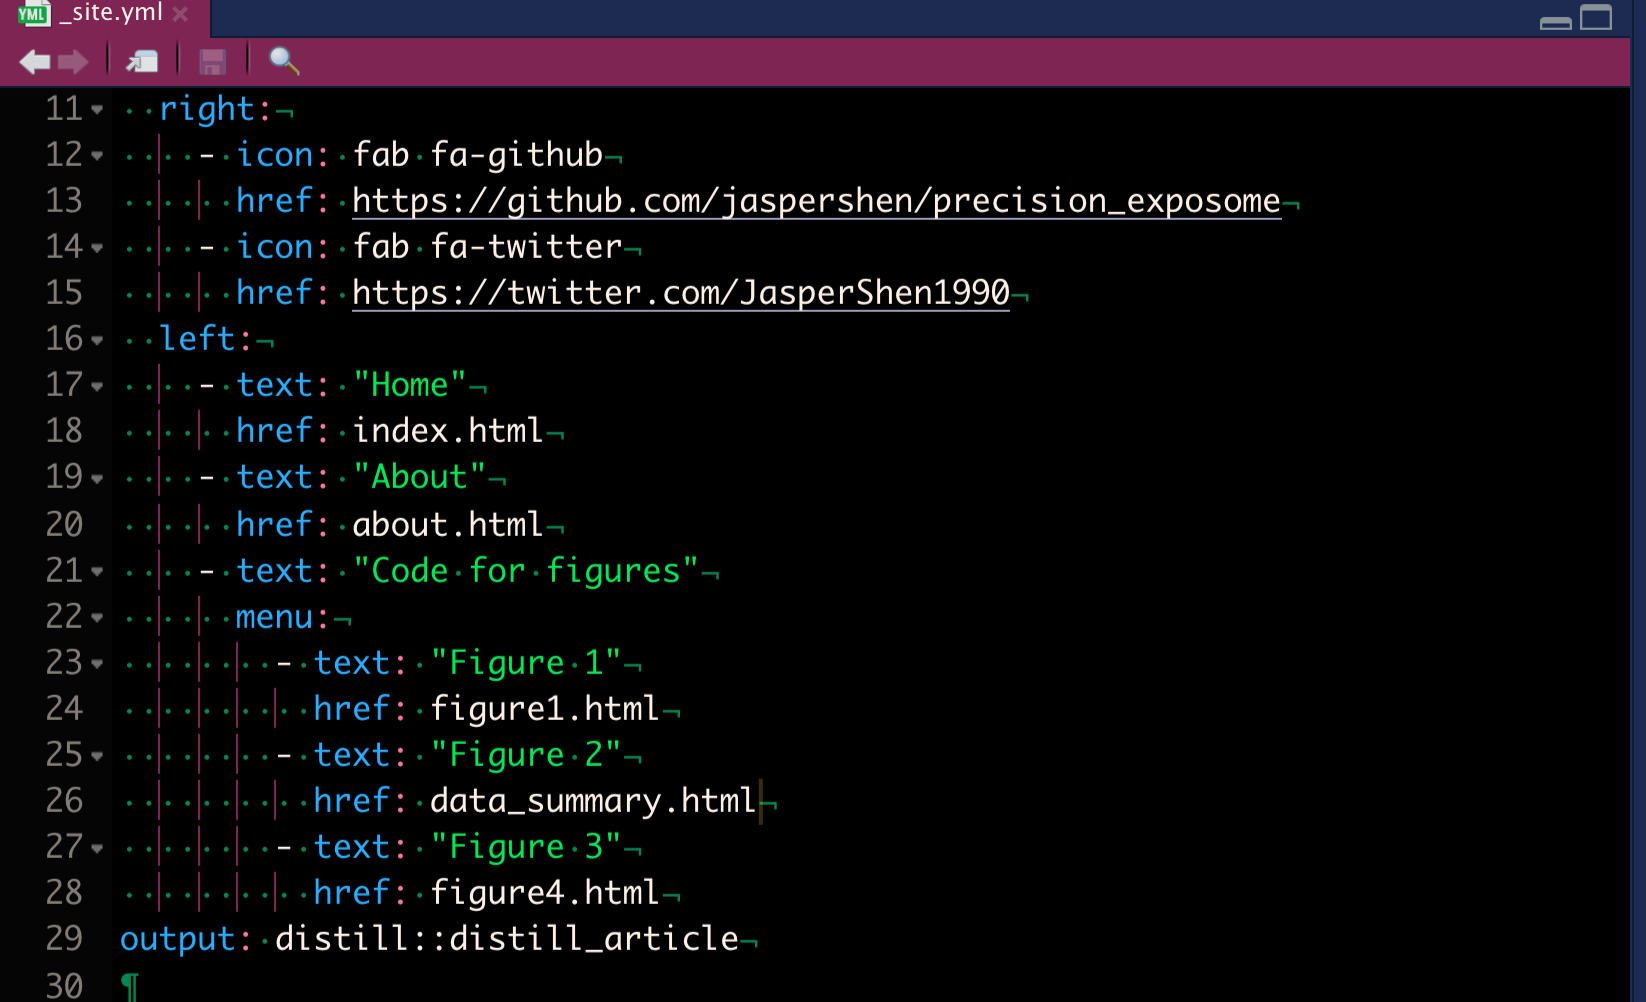 YML _site.yml
11 right:
12 - icon: fab fa-github
13 href: https://github.com/jaspershen/precision_exposome
14 - icon: fab fa-twitter
15 href: https://twitter.com/JasperShen1990
16 left:
17 - text: "Home"
18 href: index.html
19 - text: "About"
20 href: about.html
21 - text: "Code for figures"
22 menu:
23 - text: "Figure 1"
24 href: figure1.html
25 - text: "Figure 2"
26 href: data_summary.html
27 - text: "Figure 3"
28 href: figure4.html
29 output: distill::distill_article
30